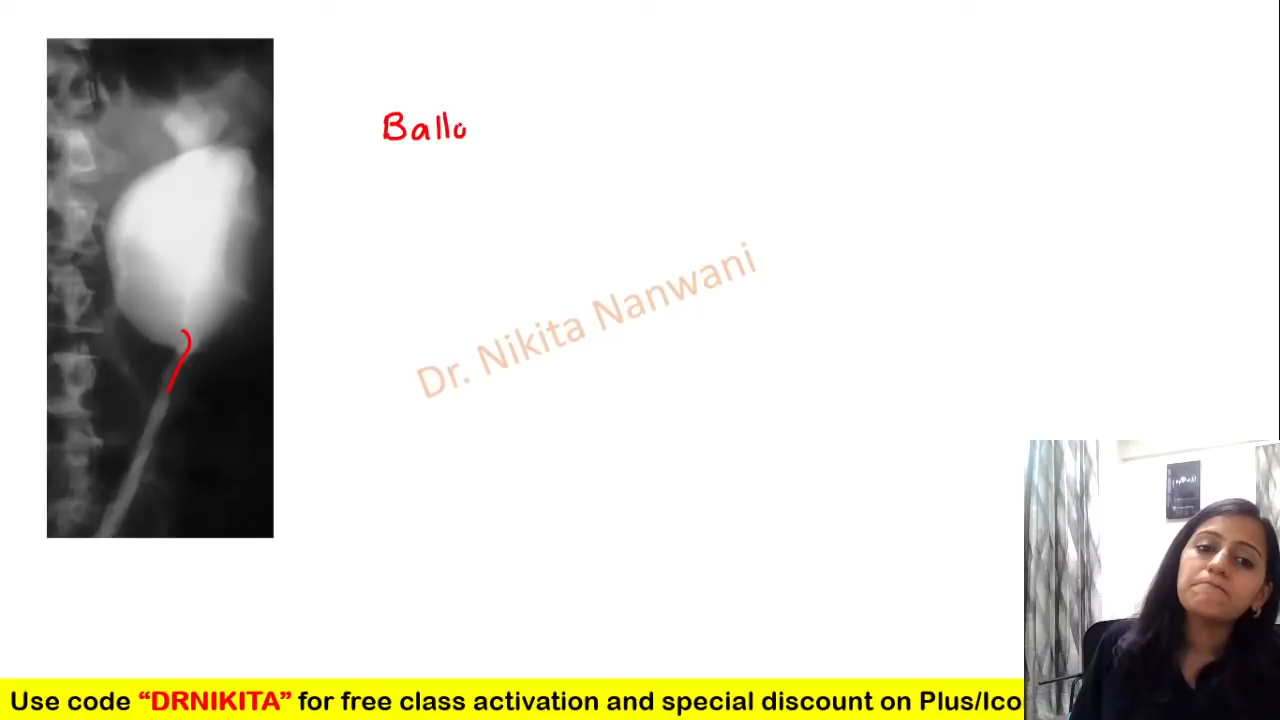 Ballo
Dr. Nikita Nanwani
Use code “DRNIKITA” for free class activation and special discount on Plus/Ico